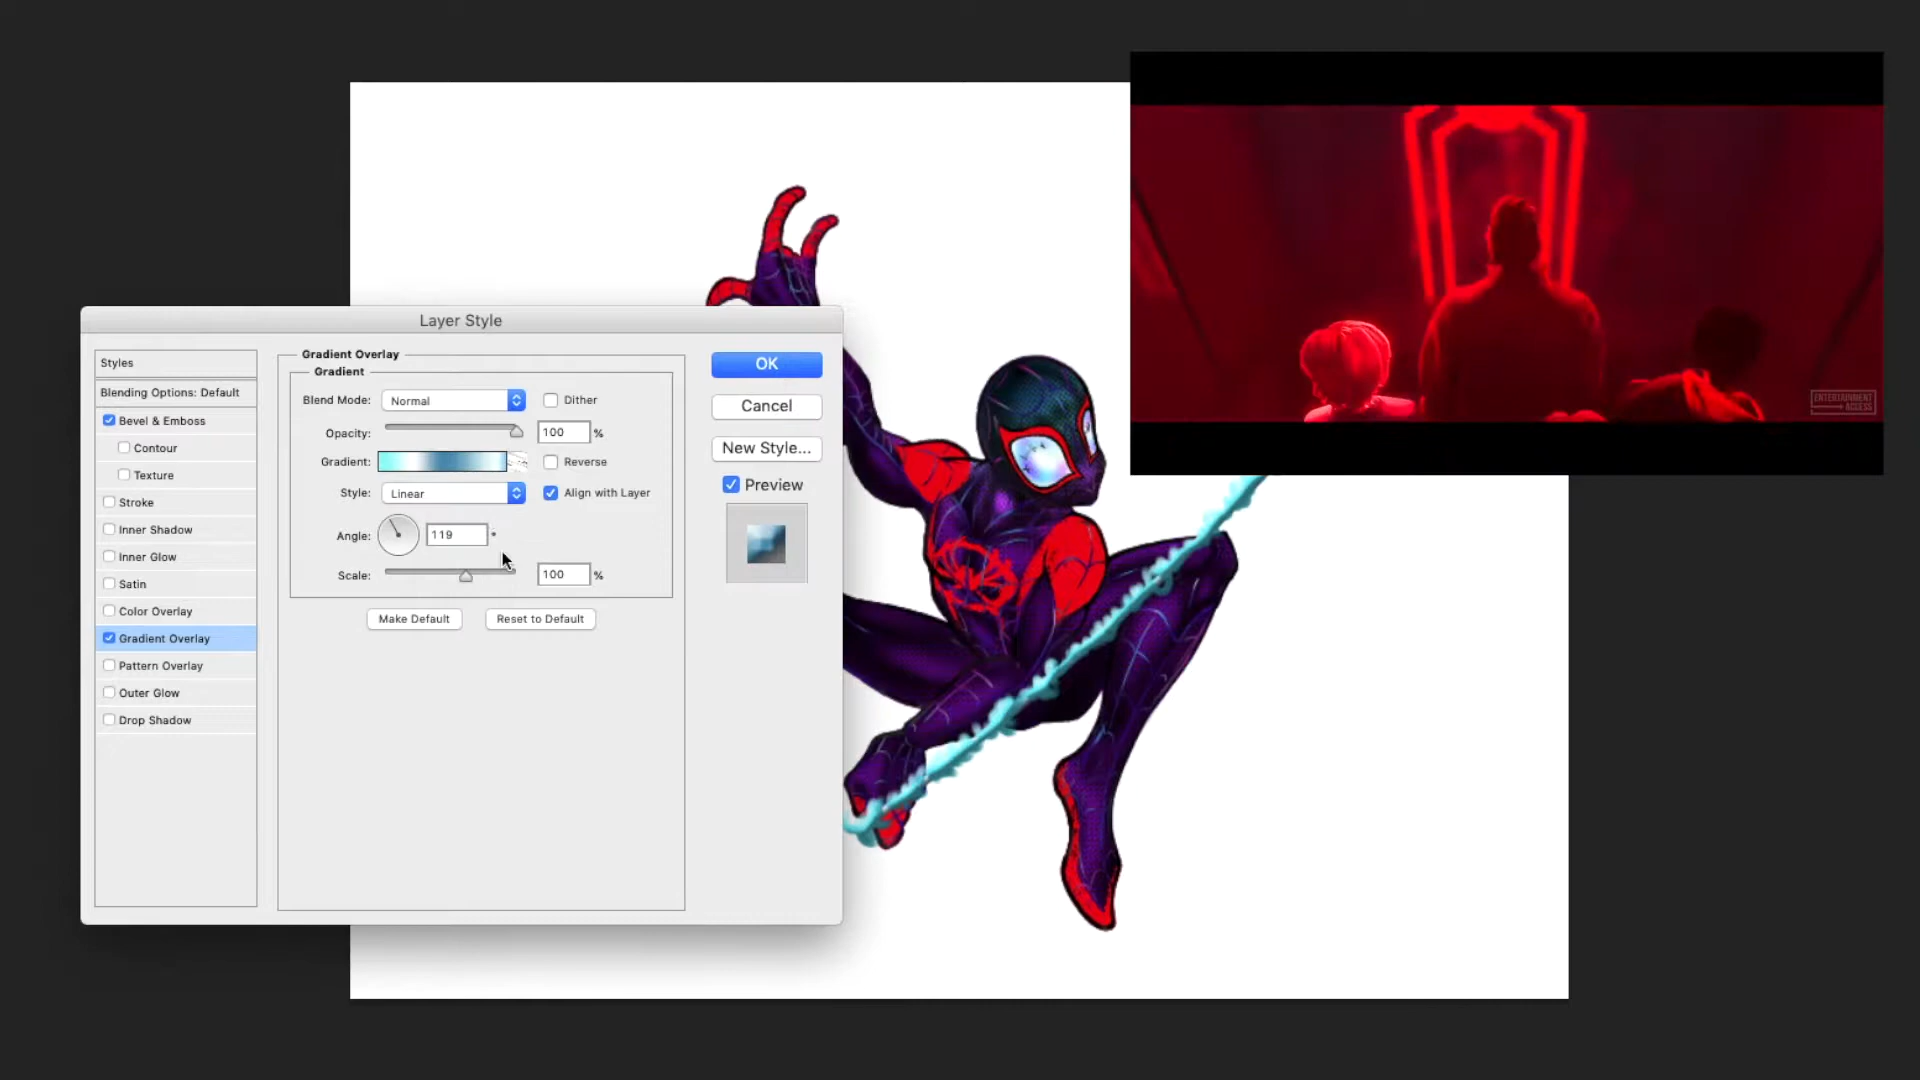 Layer Style
Styles
Blending Options: Default
Bevel & Emboss
Contour
Texture
Stroke
Inner Shadow
Inner Glow
Satin
Color Overlay
Gradient Overlay
Pattern Overlay
Outer Glow
Drop Shadow
Gradient Overlay
Gradient
Blend Mode: Normal Dither
Opacity: 100 %
Gradient: Reverse
Style: Linear Align with Layer
Angle: 119 °
Scale: 100 %
Make Default Reset to Default
OK
Cancel
New Style...
Preview
ENTERTAINMENT
ACCESS